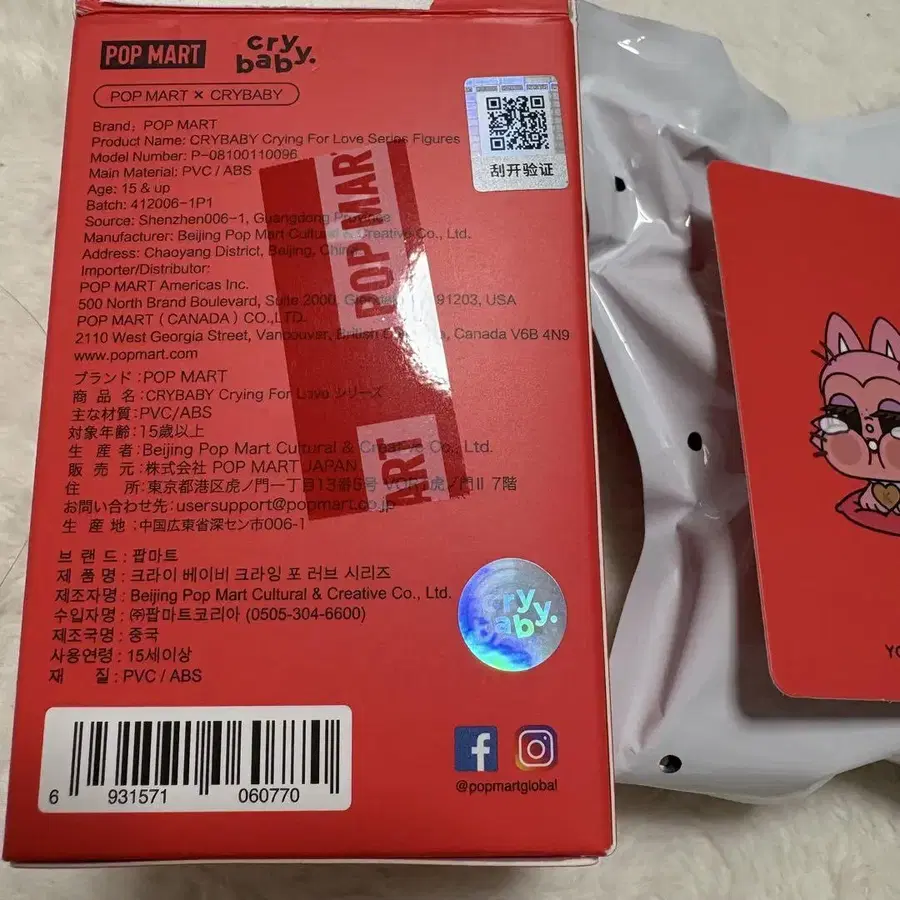 POP MART
cry
baby.
POP MART × CRYBABY
Brand: POP MART
Product Name: CRYBABY Crying For Love Series Figures
Model Number: P-08100110096
Main Material: PVC / ABS
Age: 15 & up
Batch: 412006-1P1
Source: Shenzhen006-1, Guangdong Province
Manufacturer: Beijing Pop Mart Cultural & Creative Co., Ltd.
Address: Chaoyang District, Beijing, China
Importer/Distributor:
POP MART Americas Inc.
500 North Brand Boulevard, Suite 2000, 91203, USA
POP MART (CANADA) CO.,LTD.
2110 West Georgia Street, Vancouver, British Canada V6B 4N9
www.popmart.com
ブランド:POP MART
商品名:CRYBABY Crying For Love シリーズ
主な材質:PVC/ABS
対象年齢:15歳以上
生産者:Beijing Pop Mart Cultural & Creative Co., Ltd.
販売元:株式会社 POP MART JAPAN
住所:東京都港区虎ノ門一丁目13番5号 虎ノ門II 7階
お問い合わせ先:usersupport@popmart.co.jp
生産地:中国広東省深セン市006-1
브랜드 : 팝마트
제품명 : 크라이 베이비 크라잉 포 러브 시리즈
제조자명 : Beijing Pop Mart Cultural & Creative Co., Ltd.
수입자명 : ㈜팝마트코리아 (0505-304-6600)
제조국명 : 중국
사용연령 : 15세이상
재질 : PVC / ABS
6 931571 060770
刮开验证
POP MART
ART
cry
baby.
@popmartglobal
YO